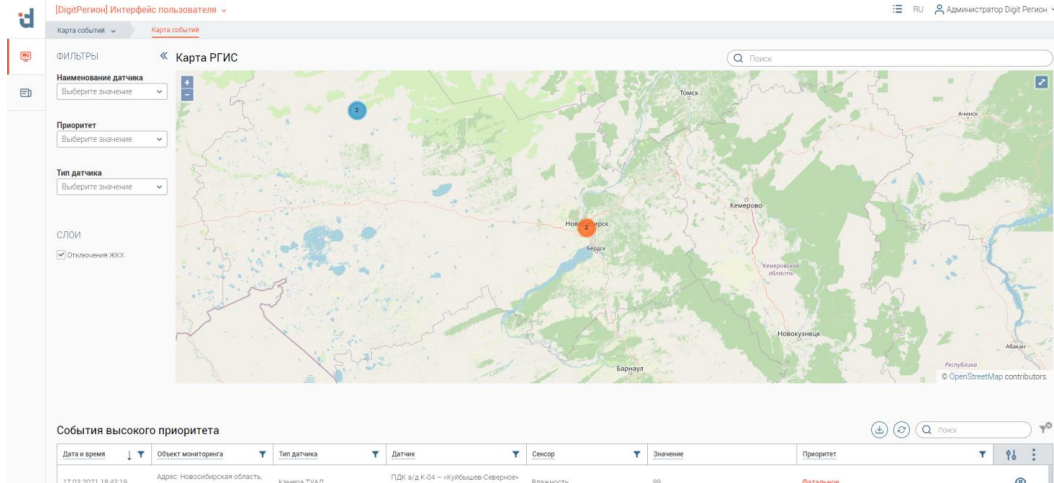 [DigitРегион] Интерфейс пользователя
RU Администратор Digit Регион
Карта событий
Карта событий
ФИЛЬТРЫ
Карта РГИС
Поиск
Наименование датчика
Выберите значение
Приоритет
Выберите значение
Тип датчика
Выберите значение
СЛОИ
Отключения ЖКХ
Томск
Ачинск
2
Кемерово
2
Бердск
Кемеровская
область
Новокузнецк
Абакан
Барнаул
Республика
© OpenStreetMap contributors.
События высокого приоритета
Поиск
Дата и время
Объект мониторинга
Тип датчика
Датчик
Сенсор
Значение
Приоритет
17.03.2021 18:43:19
Адрес: Новосибирская область,
Камера ТУАД
ПДК а/д К-04 – «Куйбышев-Северное»
Влажность
99
Фатальное